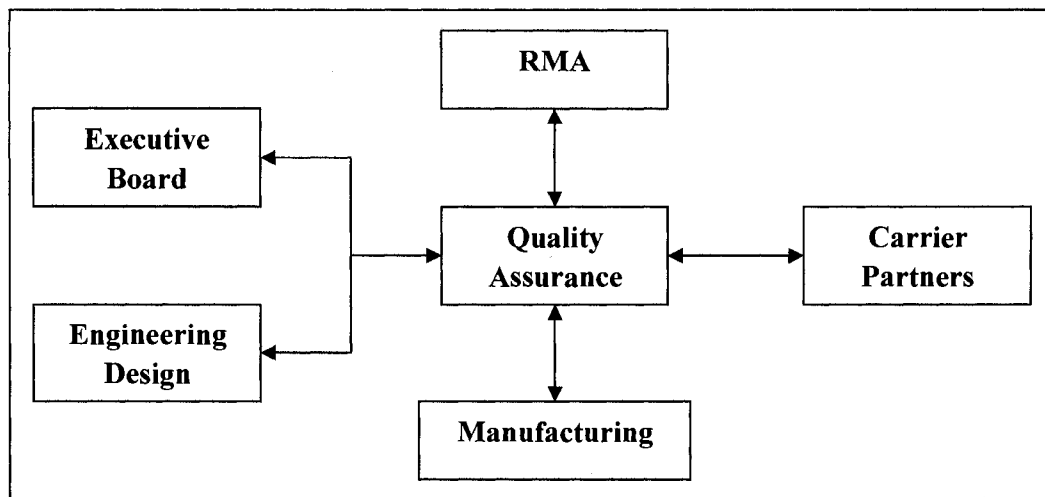 RMA
Executive
Board
Quality
Assurance
Carrier
Partners
Engineering
Design
Manufacturing